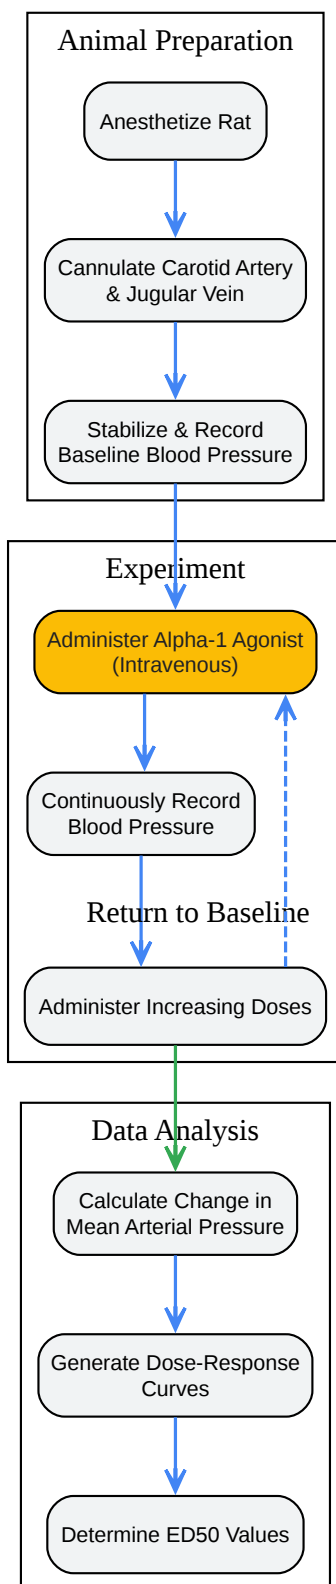 Animal Preparation
Anesthetize Rat
Cannulate Carotid Artery
& Jugular Vein
Stabilize & Record
Baseline Blood Pressure
Experiment
Administer Alpha-1 Agonist
(Intravenous)
Continuously Record
Blood Pressure
Return to Baseline
Administer Increasing Doses
Data Analysis
Calculate Change in
Mean Arterial Pressure
Generate Dose-Response
Curves
Determine ED50 Values